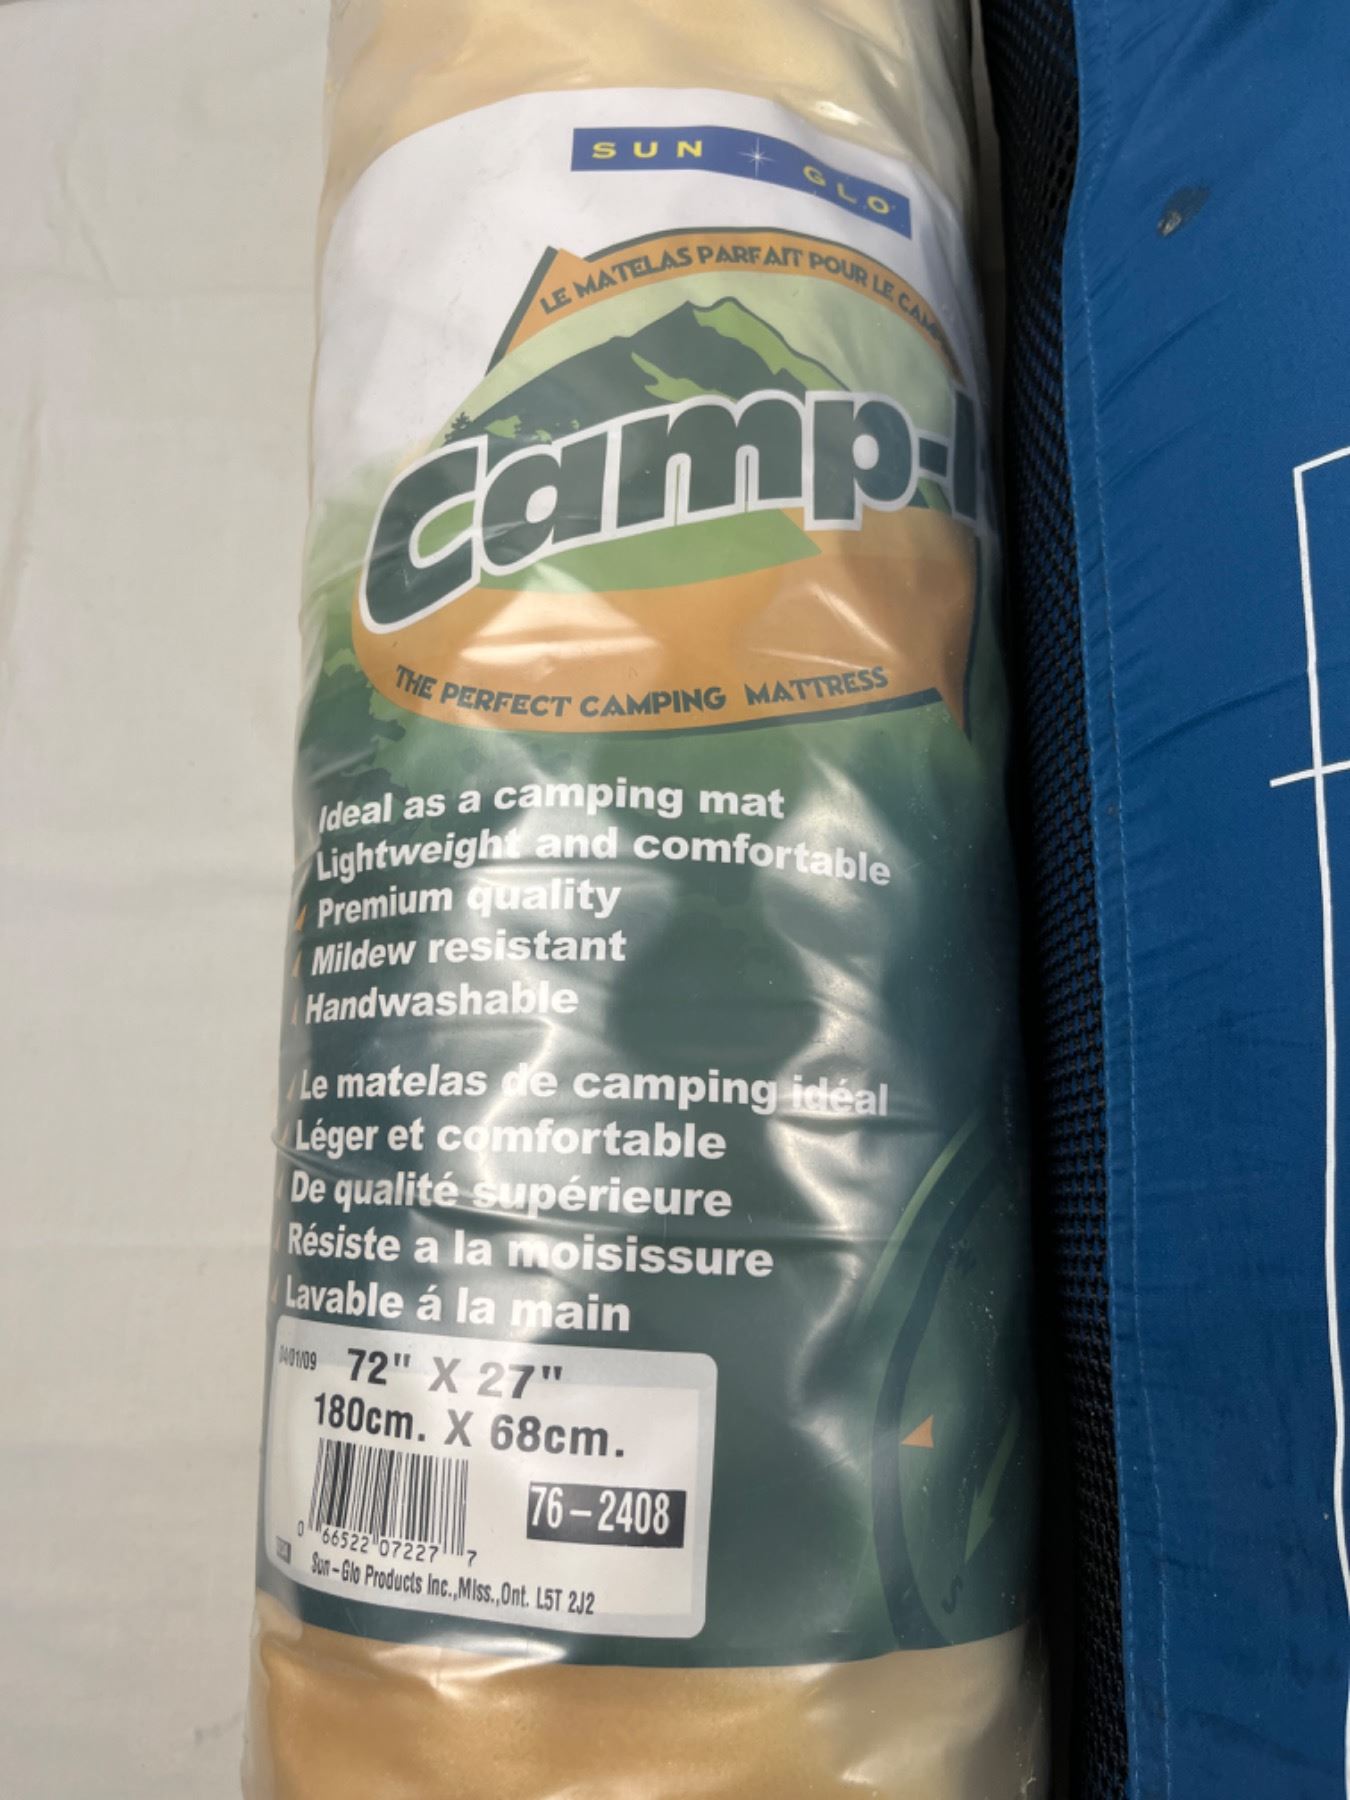 SUN GLO
LE MATELAS PARFAIT POUR LE
Camp-
THE PERFECT CAMPING MATTRESS
Ideal as a camping mat
Lightweight and comfortable
Premium quality
Mildew resistant
Handwashable
Le matelas de camping idéal
Léger et comfortable
De qualité supérieure
Résiste a la moisissure
Lavable á la main
04/01/09 72" X 27"
180cm. X 68cm.
76-2408
0 66522 07227 7
Sun-Glo Products Inc.,Miss.,Ont. L5T 2J2